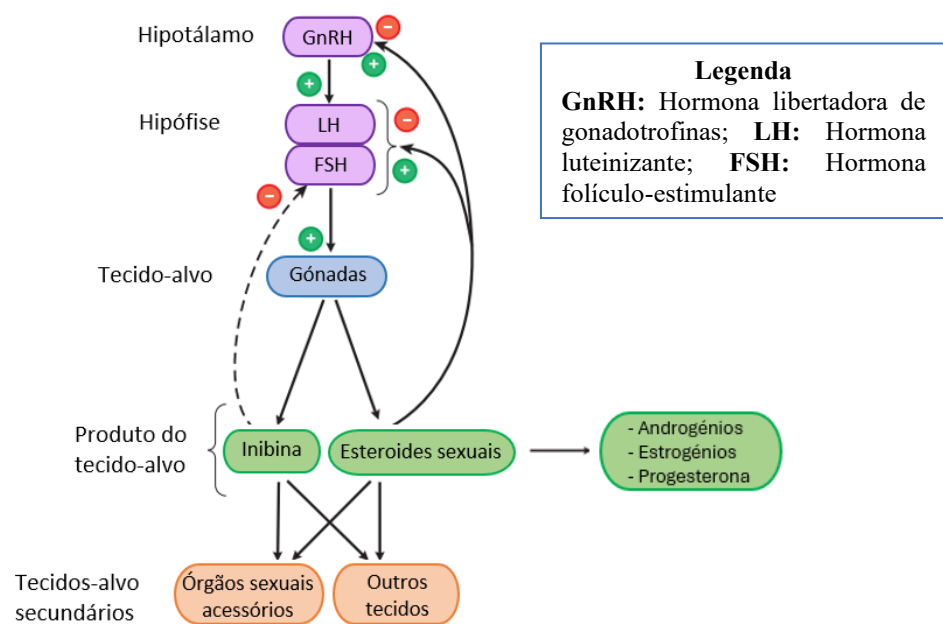 Hipotálamo
GnRH
−
+
+
Legenda
GnRH: Hormona libertadora de
gonadotrofinas; LH: Hormona
luteinizante; FSH: Hormona
folículo-estimulante
Hipófise
LH
FSH
−
+
−
+
Tecido-alvo
Gónadas
Produto do
tecido-alvo
Inibina
Esteroides sexuais
- Androgénios
- Estrogénios
- Progesterona
Tecidos-alvo
secundários
Órgãos sexuais
acessórios
Outros
tecidos